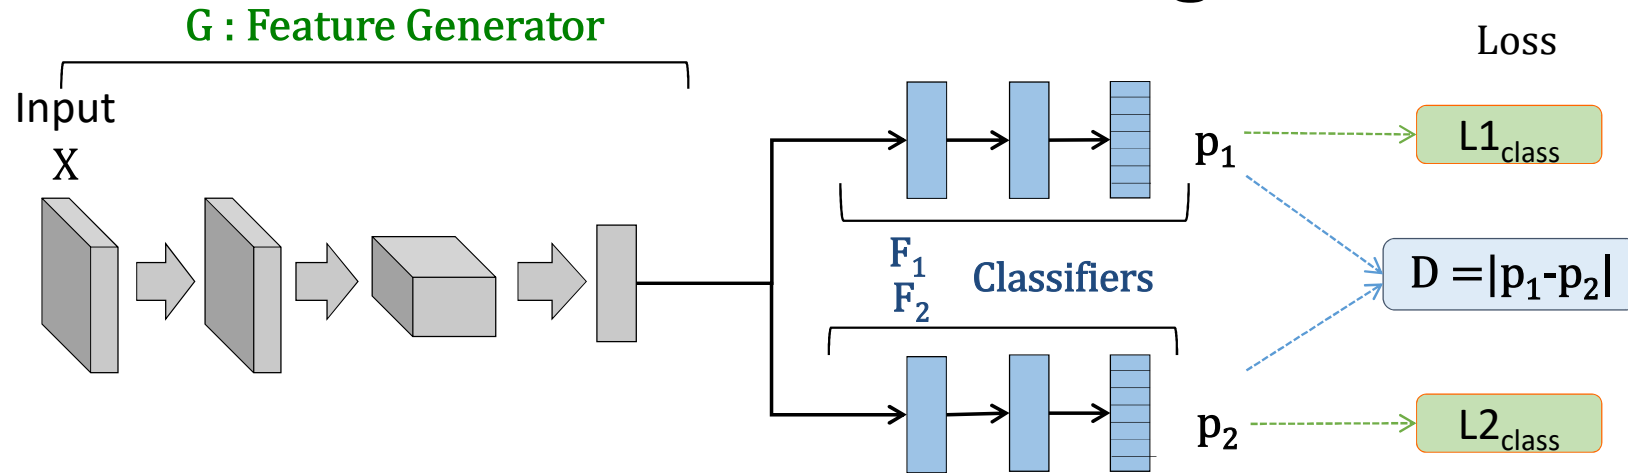 G : Feature Generator
Loss
Input
X
p₁
L1class
F₁
F₂
Classifiers
D =|p₁-p₂|
p₂
L2class